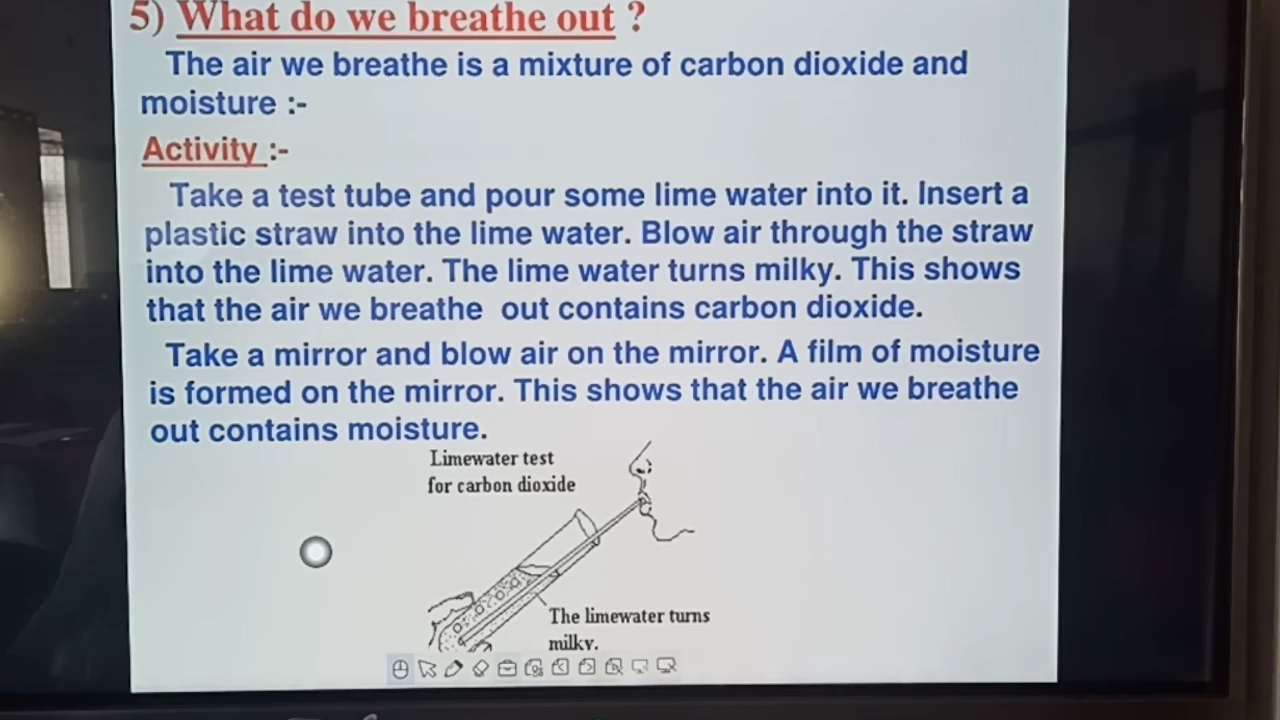 5) What do we breathe out ?
The air we breathe is a mixture of carbon dioxide and
moisture :-
Activity :-
Take a test tube and pour some lime water into it. Insert a
plastic straw into the lime water. Blow air through the straw
into the lime water. The lime water turns milky. This shows
that the air we breathe out contains carbon dioxide.
Take a mirror and blow air on the mirror. A film of moisture
is formed on the mirror. This shows that the air we breathe
out contains moisture.
Limewater test
for carbon dioxide
The limewater turns
milky.